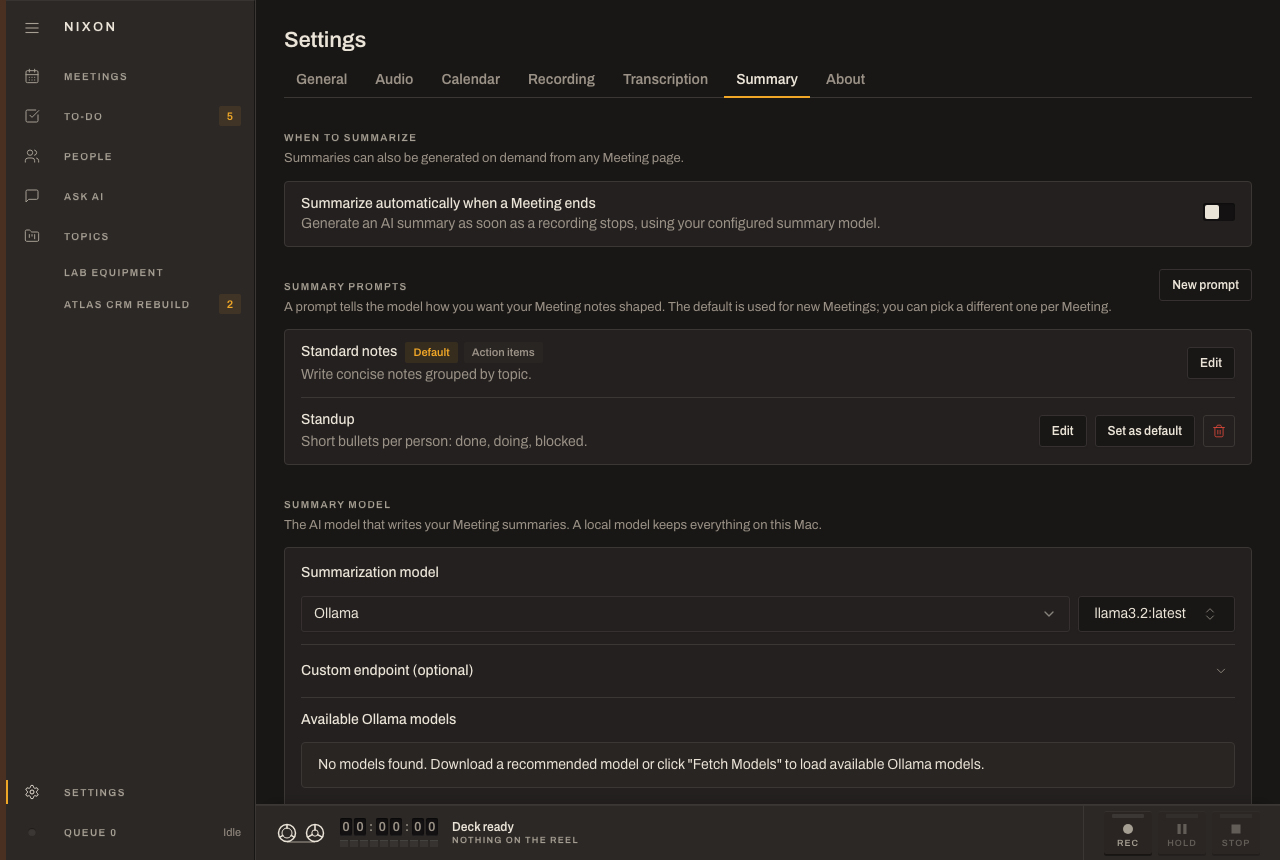 NIXON
MEETINGS
TO-DO 5
PEOPLE
ASK AI
TOPICS
LAB EQUIPMENT
ATLAS CRM REBUILD 2
SETTINGS
QUEUE 0 Idle
Settings
General Audio Calendar Recording Transcription Summary About
WHEN TO SUMMARIZE
Summaries can also be generated on demand from any Meeting page.
Summarize automatically when a Meeting ends
Generate an AI summary as soon as a recording stops, using your configured summary model.
SUMMARY PROMPTS
A prompt tells the model how you want your Meeting notes shaped. The default is used for new Meetings; you can pick a different one per Meeting.
New prompt
Standard notes Default Action items
Write concise notes grouped by topic.
Edit
Standup
Short bullets per person: done, doing, blocked.
Edit Set as default
SUMMARY MODEL
The AI model that writes your Meeting summaries. A local model keeps everything on this Mac.
Summarization model
Ollama llama3.2:latest
Custom endpoint (optional)
Available Ollama models
No models found. Download a recommended model or click "Fetch Models" to load available Ollama models.
00:00:00
Deck ready
NOTHING ON THE REEL
REC HOLD STOP